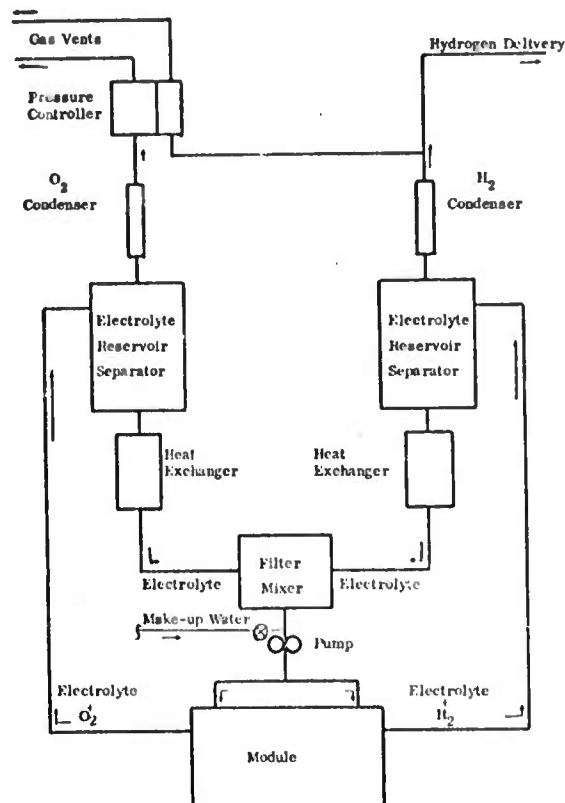 Gas Vents
Hydrogen Delivery
Pressure
Controller
O2
Condenser
H2
Condenser
Electrolyte
Reservoir
Separator
Electrolyte
Reservoir
Separator
Heat
Exchanger
Heat
Exchanger
Filter
Mixer
Electrolyte
Electrolyte
Make-up Water
Pump
Electrolyte
+
O2
Electrolyte
+
H2
Module